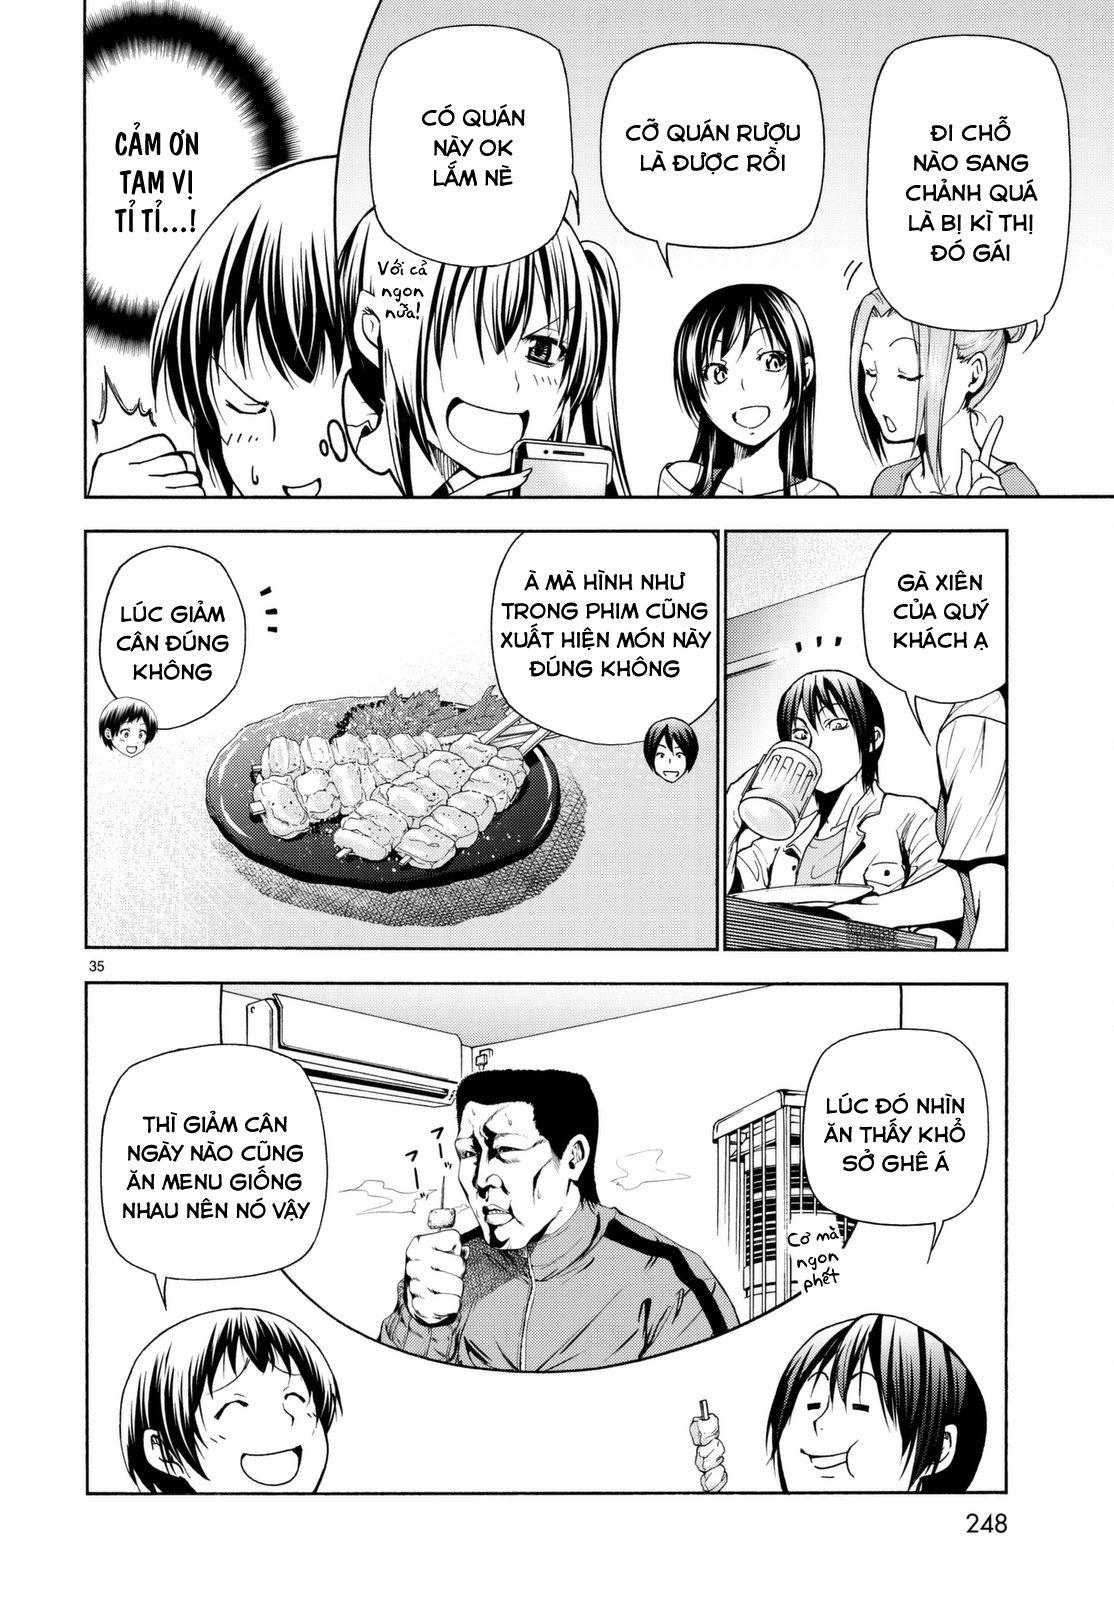 ĐI CHỖ
NÀO SANG
CHẢNH QUÁ
LÀ BỊ KÌ THỊ
ĐÓ GÁI
CỠ QUÁN RƯỢU
LÀ ĐƯỢC RỒI
CÓ QUÁN
NÀY OK
LẮM NÈ
Với cả
ngon
nữa!
CẢM ƠN
TAM VỊ
TỈ TỈ...!
GÀ XIÊN
CỦA QUÝ
KHÁCH Ạ
À MÀ HÌNH NHƯ
TRONG PHIM CŨNG
XUẤT HIỆN MÓN NÀY
ĐÚNG KHÔNG
LÚC GIẢM
CÂN ĐÚNG
KHÔNG
35
LÚC ĐÓ NHÌN
ĂN THẤY KHỔ
SỞ GHÊ Á
Cơ mà
ngon
phết
THÌ GIẢM CÂN
NGÀY NÀO CŨNG
ĂN MENU GIỐNG
NHAU NÊN NÓ VẬY
248